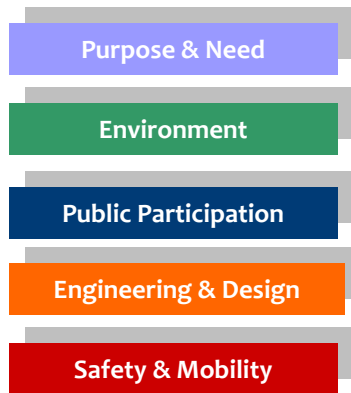 Purpose & Need
Environment
Public Participation
Engineering & Design
Safety & Mobility